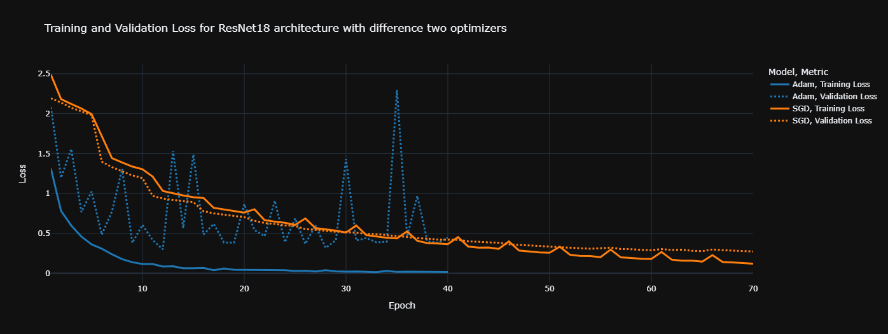 Training and Validation Loss for ResNet18 architecture with difference two optimizers
Model, Metric
Adam, Training Loss
Adam, Validation Loss
SGD, Training Loss
SGD, Validation Loss
2.5
2
1.5
1
0.5
0
Loss
10 20 30 40 50 60 70
Epoch